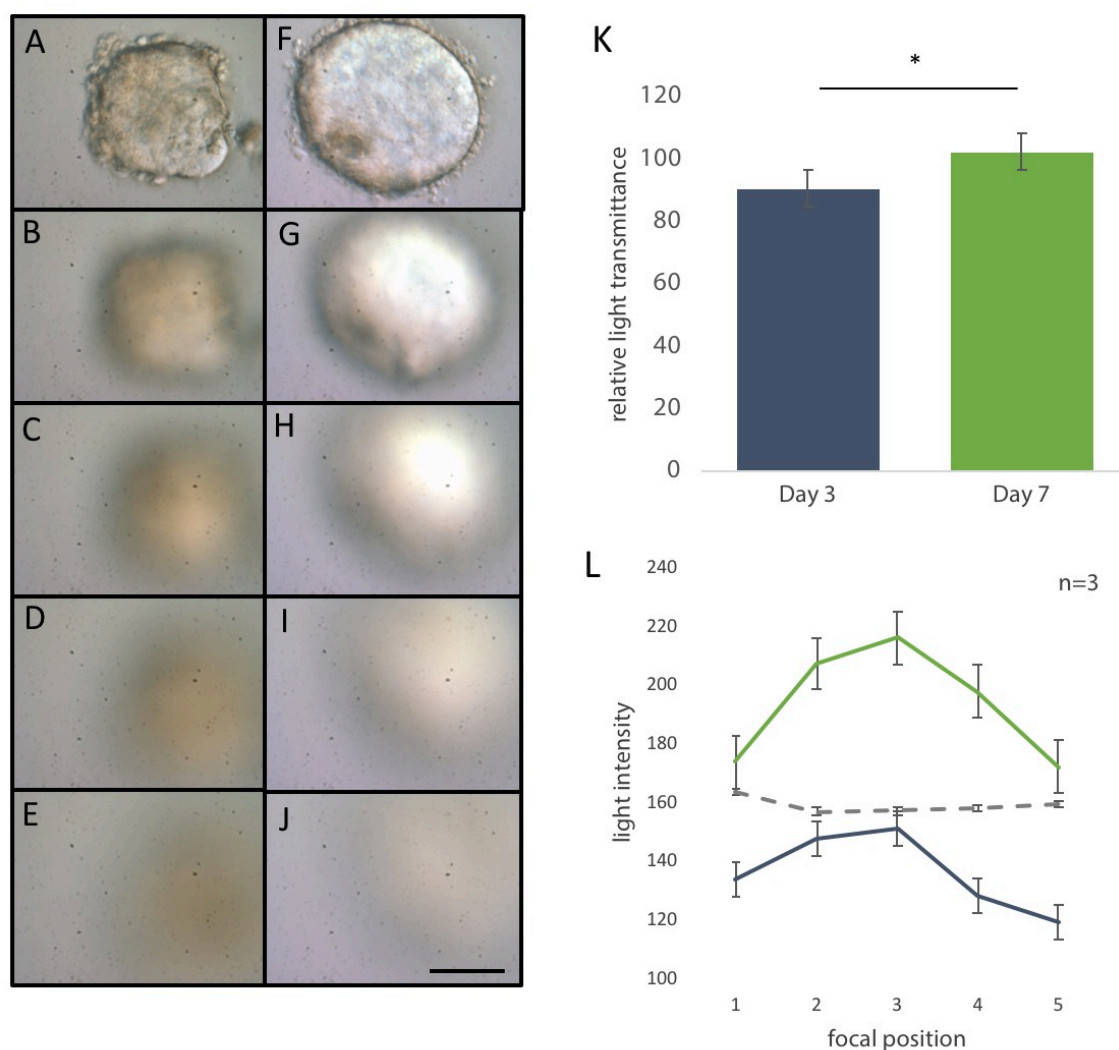 A
F
B
G
C
H
D
I
E
J
K
*
relative light transmittance
120
100
80
60
40
20
0
Day 3
Day 7
L
n=3
light intensity
240
220
200
180
160
140
120
100
1 2 3 4 5
focal position